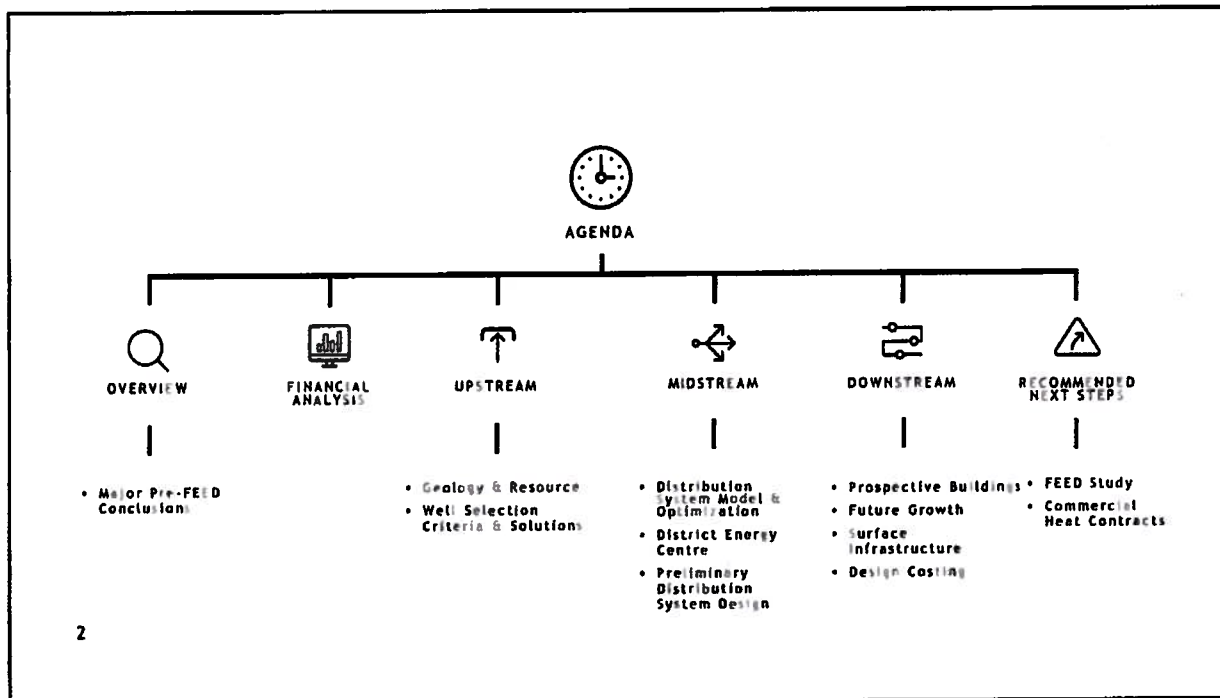 AGENDA
OVERVIEW
• Major Pre-FEED
Conclusions
FINANCIAL
ANALYSIS
UPSTREAM
• Geology & Resource
• Well Selection
Criteria & Solutions
MIDSTREAM
• Distribution
System Model &
Optimization
• District Energy
Centre
• Preliminary
Distribution
System Design
DOWNSTREAM
• Prospective Buildings
• Future Growth
• Surface
Infrastructure
• Design Costing
RECOMMENDED
NEXT STEPS
• FEED Study
• Commercial
Heat Contracts
2